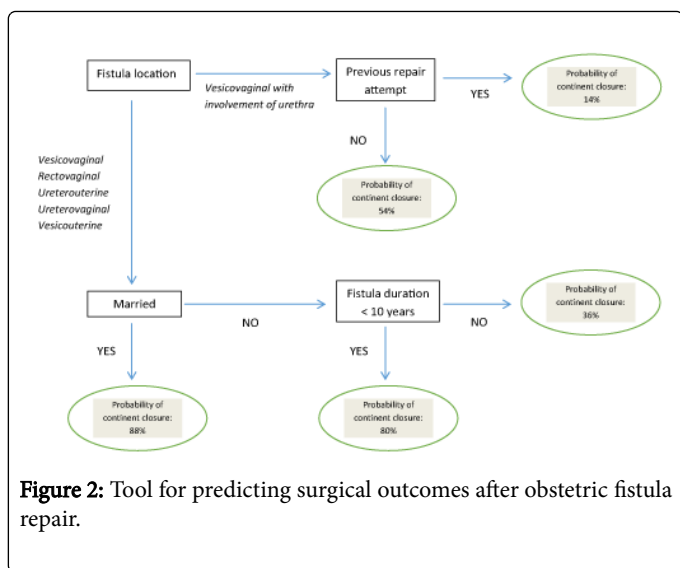 Fistula location
Vesicovaginal with
involvement of urethra
Previous repair
attempt
YES
Probability of
continent closure:
14%
NO
Probability of
continent closure:
54%
Vesicovaginal
Rectovaginal
Ureterouterine
Ureterovaginal
Vesicouterine
Married
NO
Fistula duration
< 10 years
NO
Probability of
continent closure:
36%
YES
Probability of
continent closure:
88%
YES
Probability of
continent closure:
80%
Figure 2: Tool for predicting surgical outcomes after obstetric fistula
repair.